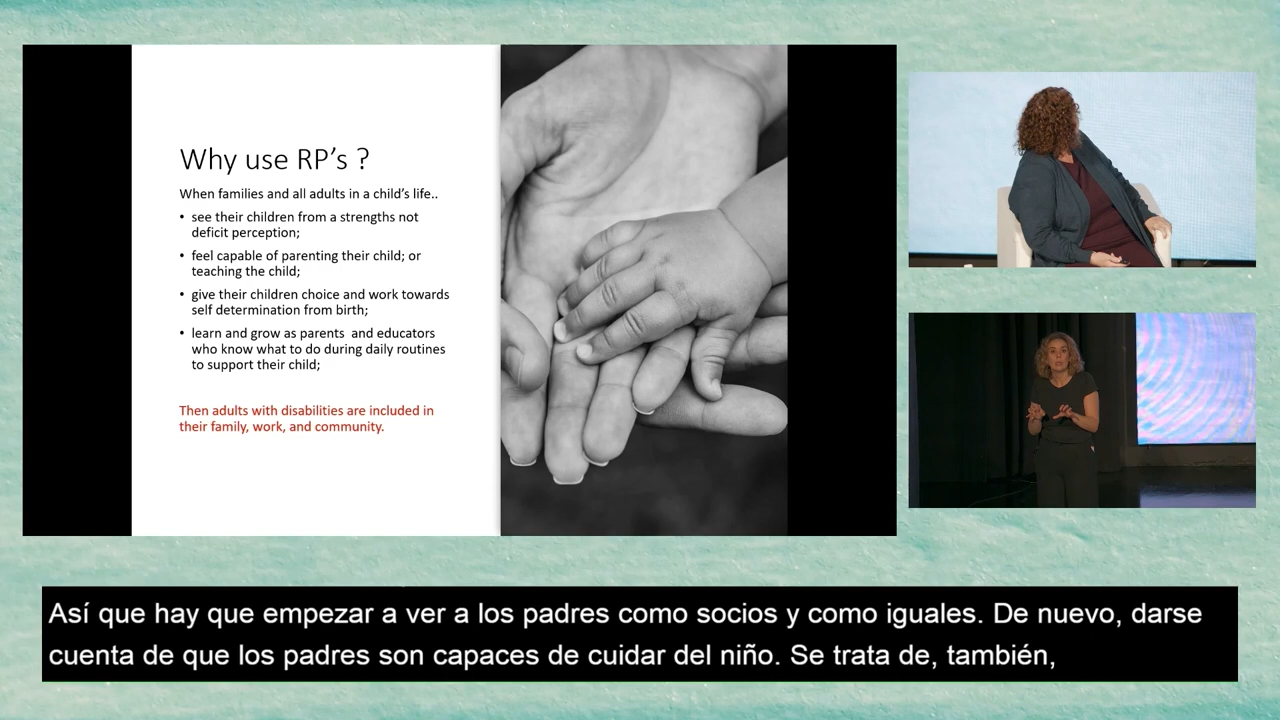 Why use RP's ?
When families and all adults in a child's life..
• see their children from a strengths not
deficit perception;
• feel capable of parenting their child; or
teaching the child;
• give their children choice and work towards
self determination from birth;
• learn and grow as parents  and educators
who know what to do during daily routines
to support their child;
Then adults with disabilities are included in
their family, work, and community.
Así que hay que empezar a ver a los padres como socios y como iguales. De nuevo, darse
cuenta de que los padres son capaces de cuidar del niño. Se trata de, también,